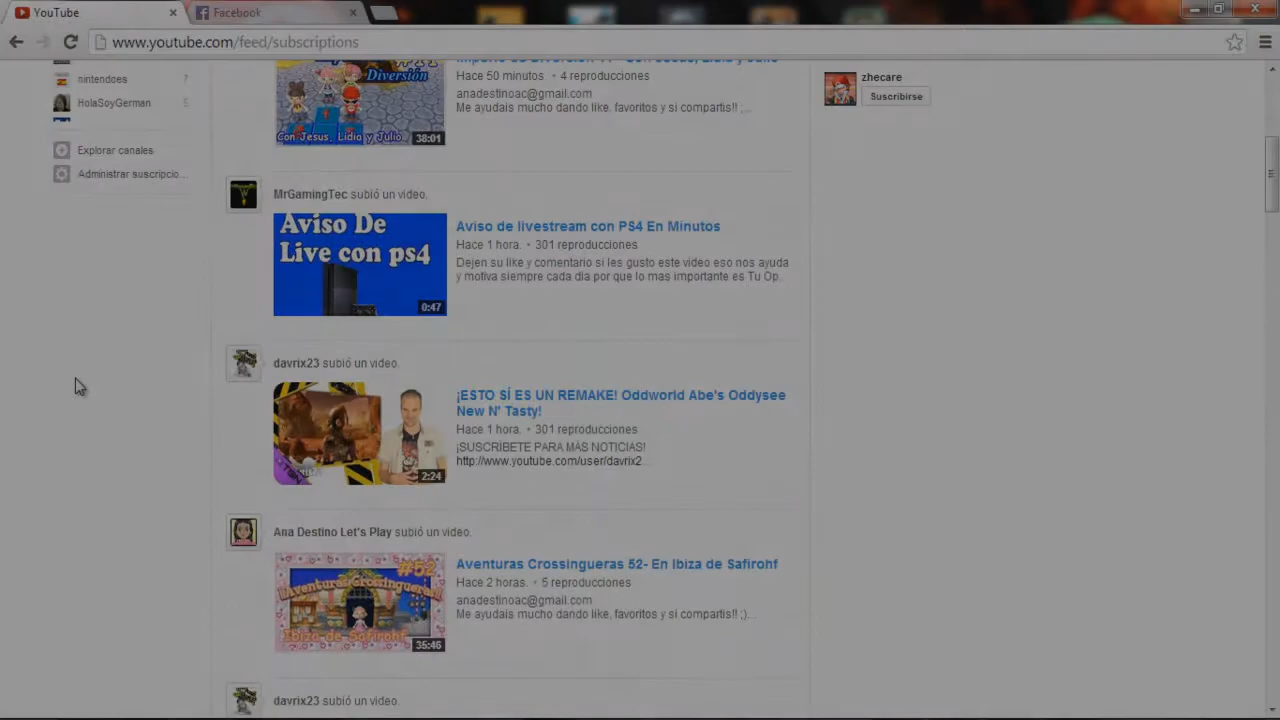 YouTube
Facebook
www.youtube.com/feed/subscriptions
nintendoes 7
HolaSoyGerman 5
Explorar canales
Administrar suscripcio...
Diversión
Con Jesus, Lidia y Julio
38:01
Hace 50 minutos • 4 reproducciones
anadestinoac@gmail.com
Me ayudais mucho dando like, favoritos y si compartis!! ;...
zhecare
Suscribirse
MrGamingTec subió un video.
Aviso De
Live con ps4
0:47
Aviso de livestream con PS4 En Minutos
Hace 1 hora. • 301 reproducciones
Dejen su like y comentario si les gusto este video eso nos ayuda
y motiva siempre cada dia por que lo mas importante es Tu Op.
davrix23 subió un video.
2:24
¡ESTO SÍ ES UN REMAKE! Oddworld Abe's Oddysee
New N' Tasty!
Hace 1 hora. • 301 reproducciones
¡SUSCRÍBETE PARA MÁS NOTICIAS!
http://www.youtube.com/user/davrix2...
Ana Destino Let's Play subió un video.
#52
Aventuras Crossingueras
Ibiza de Safirohf
35:46
Aventuras Crossingueras 52- En Ibiza de Safirohf
Hace 2 horas. • 5 reproducciones
anadestinoac@gmail.com
Me ayudais mucho dando like, favoritos y si compartis!! ;)...
davrix23 subió un video.